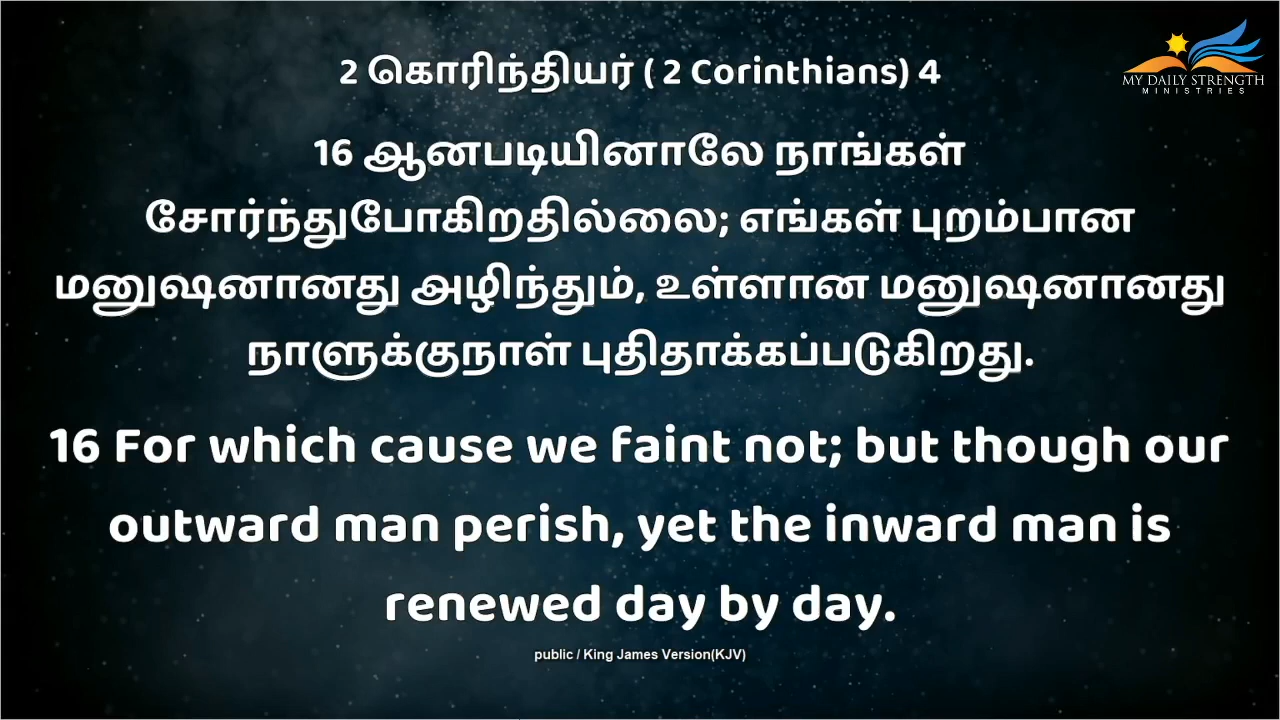 2 கொரிந்தியர் ( 2 Corinthians) 4
MY DAILY STRENGTH
MINISTRIES
16 ஆனபடியினாலே நாங்கள்
சோர்ந்துபோகிறதில்லை; எங்கள் புறம்பான
மனுஷனானது அழிந்தும், உள்ளான மனுஷனானது
நாளுக்குநாள் புதிதாக்கப்படுகிறது.
16 For which cause we faint not; but though our
outward man perish, yet the inward man is
renewed day by day.
public / King James Version(KJV)